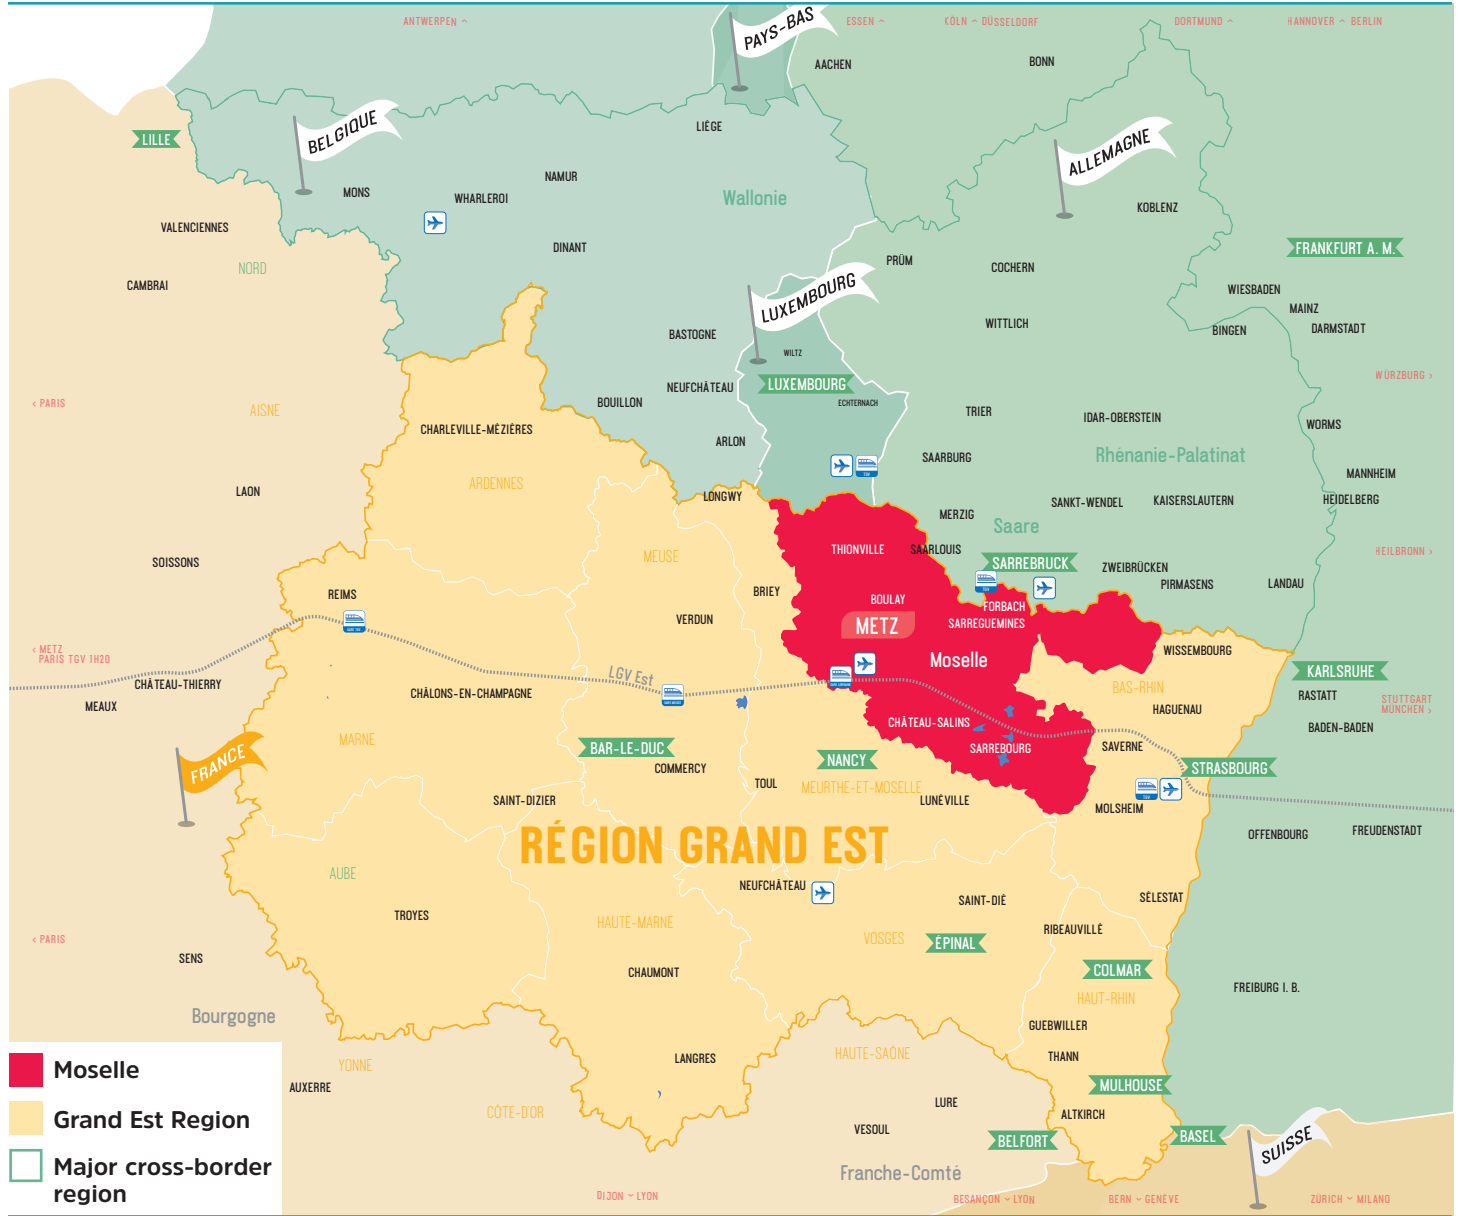 ANTWERPEN ~
ESSEN ~
KÖLN ~ DÜSSELDORF
DORTMUND ~
HANNOVER ~ BERLIN
PAYS-BAS
AACHEN
BONN
BELGIQUE
LIÈGE
LILLE
ALLEMAGNE
MONS
WHARLEROI
NAMUR
Wallonie
KOBLENZ
VALENCIENNES
DINANT
FRANKFURT A. M.
NORD
PRÜM
COCHERN
CAMBRAI
LUXEMBOURG
WIESBADEN
MAINZ
WITTLICH
BINGEN
DARMSTADT
BASTOGNE
WILTZ
WÜRZBURG >
NEUFCHÂTEAU
LUXEMBOURG
< PARIS
AISNE
BOUILLON
ECHTERNACH
TRIER
IDAR-OBERSTEIN
WORMS
CHARLEVILLE-MÉZIÈRES
ARLON
SAARBURG
Rhénanie-Palatinat
MANNHEIM
ARDENNES
LAON
LONGWY
SANKT-WENDEL
KAISERSLAUTERN
HEIDELBERG
MERZIG
Saare
SOISSONS
MEUSE
THIONVILLE
SAARLOUIS
SARREBRUCK
ZWEIBRÜCKEN
HEILBRONN >
PIRMASENS
LANDAU
REIMS
BRIEY
BOULAY
FORBACH
VERDUN
METZ
SARREGUEMINES
< METZ
PARIS TGV 1H20
WISSEMBOURG
Moselle
CHÂTEAU-THIERRY
LGV Est
KARLSRUHE
MEAUX
CHÂLONS-EN-CHAMPAGNE
BAS-RHIN
RASTATT
STUTTGART
MÜNCHEN >
HAGUENAU
CHÂTEAU-SALINS
BADEN-BADEN
FRANCE
MARNE
BAR-LE-DUC
SARREBOURG
SAVERNE
COMMERCY
NANCY
STRASBOURG
TOUL
MEURTHE-ET-MOSELLE
SAINT-DIZIER
LUNÉVILLE
MOLSHEIM
RÉGION GRAND EST
OFFENBOURG
FREUDENSTADT
AUBE
NEUFCHÂTEAU
TROYES
SAINT-DIÉ
SÉLESTAT
HAUTE-MARNE
RIBEAUVILLÉ
< PARIS
VOSGES
ÉPINAL
SENS
CHAUMONT
COLMAR
FREIBURG I. B.
HAUT-RHIN
Bourgogne
GUEBWILLER
LANGRES
HAUTE-SAÔNE
THANN
YONNE
AUXERRE
MULHOUSE
CÔTE-D'OR
LURE
ALTKIRCH
VESOUL
BELFORT
BASEL
SUISSE
Franche-Comté
DIJON ~ LYON
BESANÇON ~ LYON
BERN ~ GENÈVE
ZÜRICH ~ MILANO
Moselle
Grand Est Region
Major cross-border
region